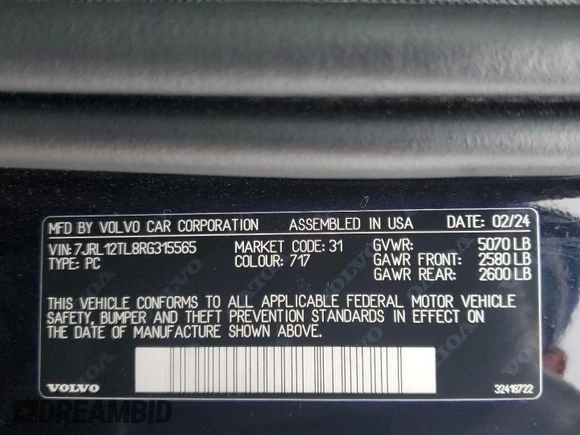 MFD BY VOLVO CAR CORPORATION ASSEMBLED IN USA DATE: 02/24
VIN: 7JRL12TL8RG315565 MARKET CODE: 31 GVWR: 5070 LB
TYPE: PC COLOUR: 717 GAWR FRONT: 2580 LB
GAWR REAR: 2600 LB
THIS VEHICLE CONFORMS TO ALL APPLICABLE FEDERAL MOTOR VEHICLE
SAFETY, BUMPER AND THEFT PREVENTION STANDARDS IN EFFECT ON
THE DATE OF MANUFACTURE SHOWN ABOVE.
VOLVO 32418722
DREAMBID